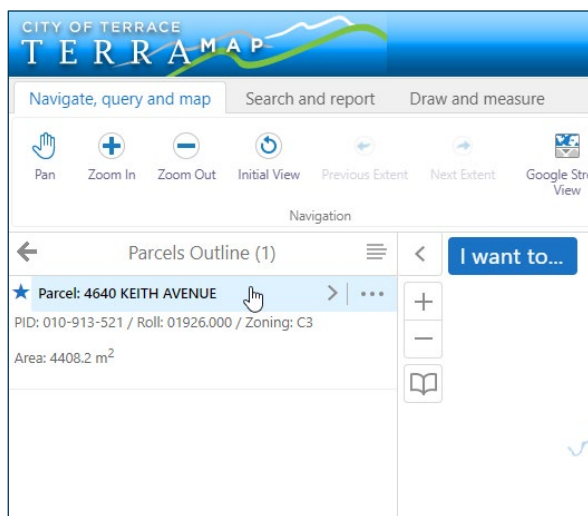 CITY OF TERRACE
TERRAMAP
Navigate, query and map Search and report Draw and measure
Pan Zoom In Zoom Out Initial View Previous Extent Next Extent Google Str
View
Navigation
Parcels Outline (1)
I want to...
Parcel: 4640 KEITH AVENUE
PID: 010-913-521 / Roll: 01926.000 / Zoning: C3
Area: 4408.2 m²